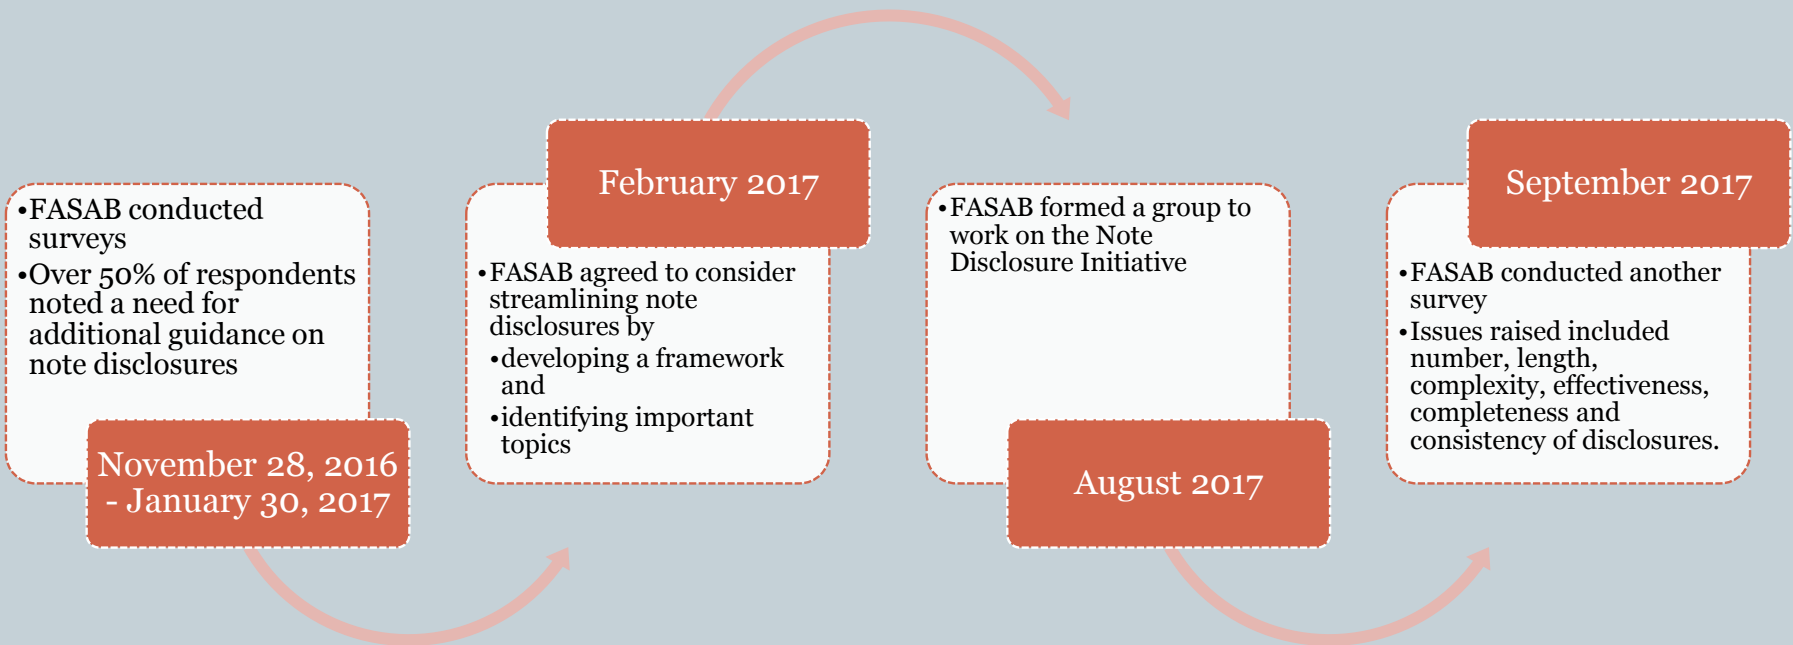 •FASAB conducted
surveys
•Over 50% of respondents
noted a need for
additional guidance on
note disclosures
November 28, 2016
- January 30, 2017
February 2017
•FASAB agreed to consider
streamlining note
disclosures by
•developing a framework
and
•identifying important
topics
•FASAB formed a group to
work on the Note
Disclosure Initiative
August 2017
September 2017
•FASAB conducted another
survey
•Issues raised included
number, length,
complexity, effectiveness,
completeness and
consistency of disclosures.